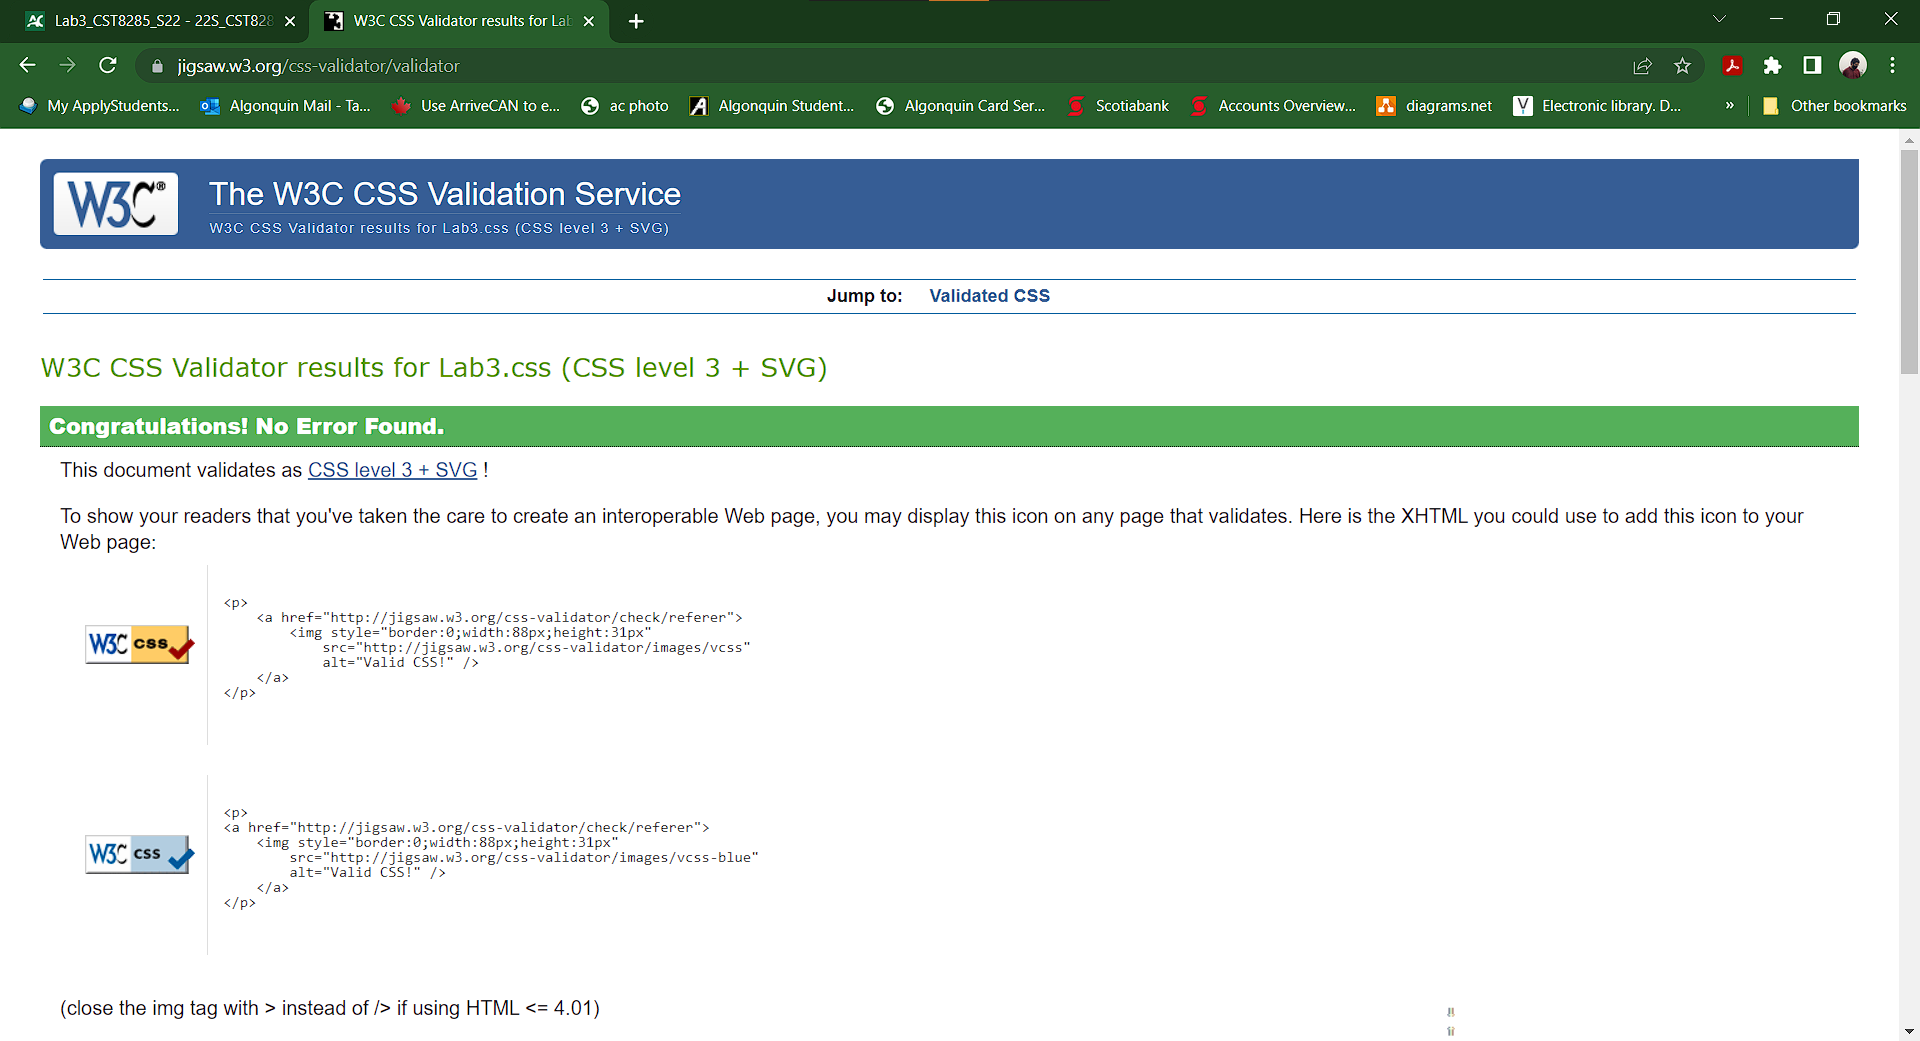 Lab3_CST8285_S22 - 22S_CST828
W3C CSS Validator results for Lab
jigsaw.w3.org/css-validator/validator
My ApplyStudents...
Algonquin Mail - Ta...
Use ArriveCAN to e...
ac photo
Algonquin Student...
Algonquin Card Ser...
Scotiabank
Accounts Overview...
diagrams.net
Electronic library. D...
»
Other bookmarks
W3C®
The W3C CSS Validation Service
W3C CSS Validator results for Lab3.css (CSS level 3 + SVG)
Jump to: Validated CSS
W3C CSS Validator results for Lab3.css (CSS level 3 + SVG)
Congratulations! No Error Found.
This document validates as CSS level 3 + SVG !
To show your readers that you've taken the care to create an interoperable Web page, you may display this icon on any page that validates. Here is the XHTML you could use to add this icon to your
Web page:
W3C css
<p>
<a href="http://jigsaw.w3.org/css-validator/check/referer">
<img style="border:0;width:88px;height:31px"
src="http://jigsaw.w3.org/css-validator/images/vcss"
alt="Valid CSS!" />
</a>
</p>
W3C css
<p>
<a href="http://jigsaw.w3.org/css-validator/check/referer">
<img style="border:0;width:88px;height:31px"
src="http://jigsaw.w3.org/css-validator/images/vcss-blue"
alt="Valid CSS!" />
</a>
</p>
(close the img tag with > instead of /> if using HTML <= 4.01)